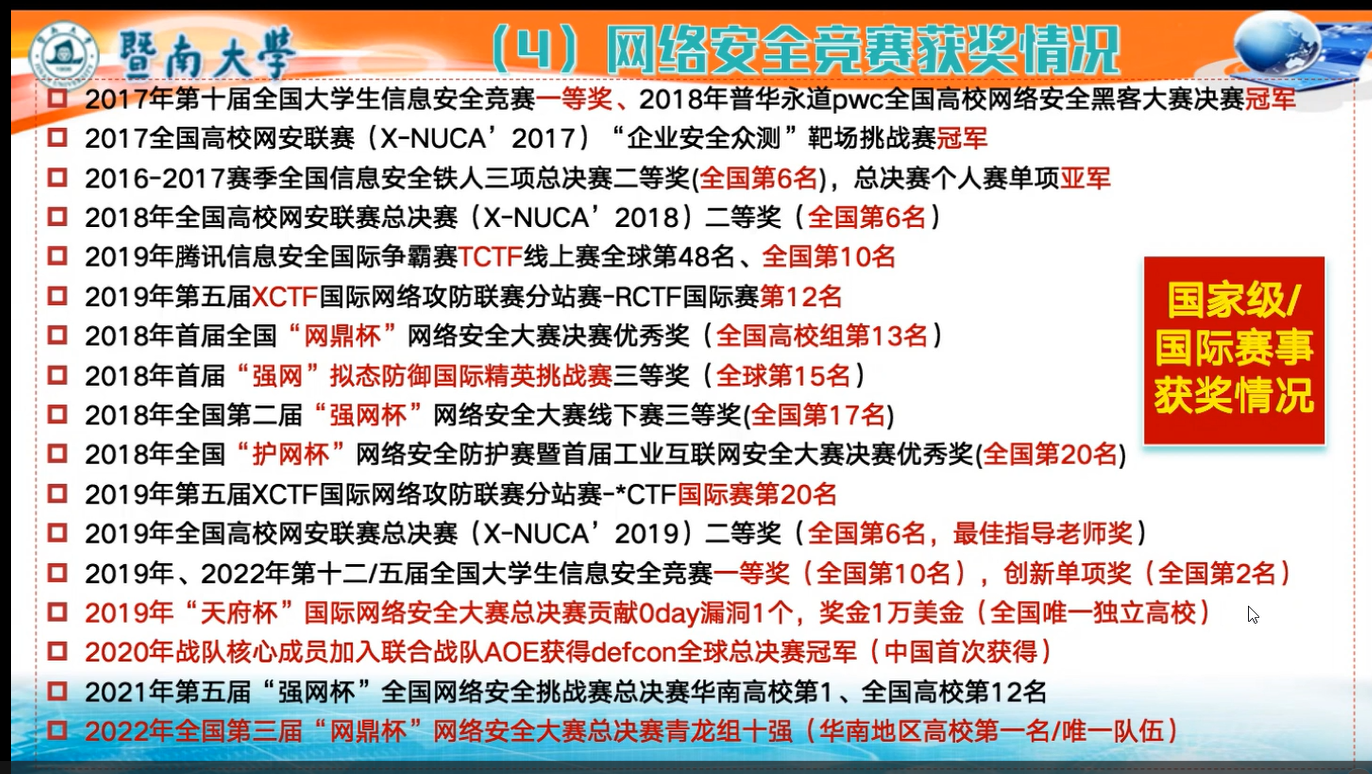 暨南大学
（4）网络安全竞赛获奖情况
2017年第十届全国大学生信息安全竞赛一等奖、2018年普华永道pwc全国高校网络安全黑客大赛决赛冠军
2017全国高校网安联赛（X-NUCA’2017）“企业安全众测”靶场挑战赛冠军
2016-2017赛季全国信息安全铁人三项总决赛二等奖(全国第6名)，总决赛个人赛单项亚军
2018年全国高校网安联赛总决赛（X-NUCA’2018）二等奖（全国第6名）
2019年腾讯信息安全国际争霸赛TCTF线上赛全球第48名、全国第10名
2019年第五届XCTF国际网络攻防联赛分站赛-RCTF国际赛第12名
2018年首届全国“网鼎杯”网络安全大赛决赛优秀奖（全国高校组第13名）
2018年首届“强网”拟态防御国际精英挑战赛三等奖（全球第15名）
2018年全国第二届“强网杯”网络安全大赛线下赛三等奖(全国第17名)
2018年全国“护网杯”网络安全防护赛暨首届工业互联网安全大赛决赛优秀奖(全国第20名)
2019年第五届XCTF国际网络攻防联赛分站赛-*CTF国际赛第20名
2019年全国高校网安联赛总决赛（X-NUCA’2019）二等奖（全国第6名，最佳指导老师奖）
2019年、2022年第十二/五届全国大学生信息安全竞赛一等奖（全国第10名），创新单项奖（全国第2名）
2019年“天府杯”国际网络安全大赛总决赛贡献0day漏洞1个，奖金1万美金（全国唯一独立高校）
2020年战队核心成员加入联合战队AOE获得defcon全球总决赛冠军（中国首次获得）
2021年第五届“强网杯”全国网络安全挑战赛总决赛华南高校第1、全国高校第12名
2022年全国第三届“网鼎杯”网络安全大赛总决赛青龙组十强（华南地区高校第一名/唯一队伍）
国家级/
国际赛事
获奖情况